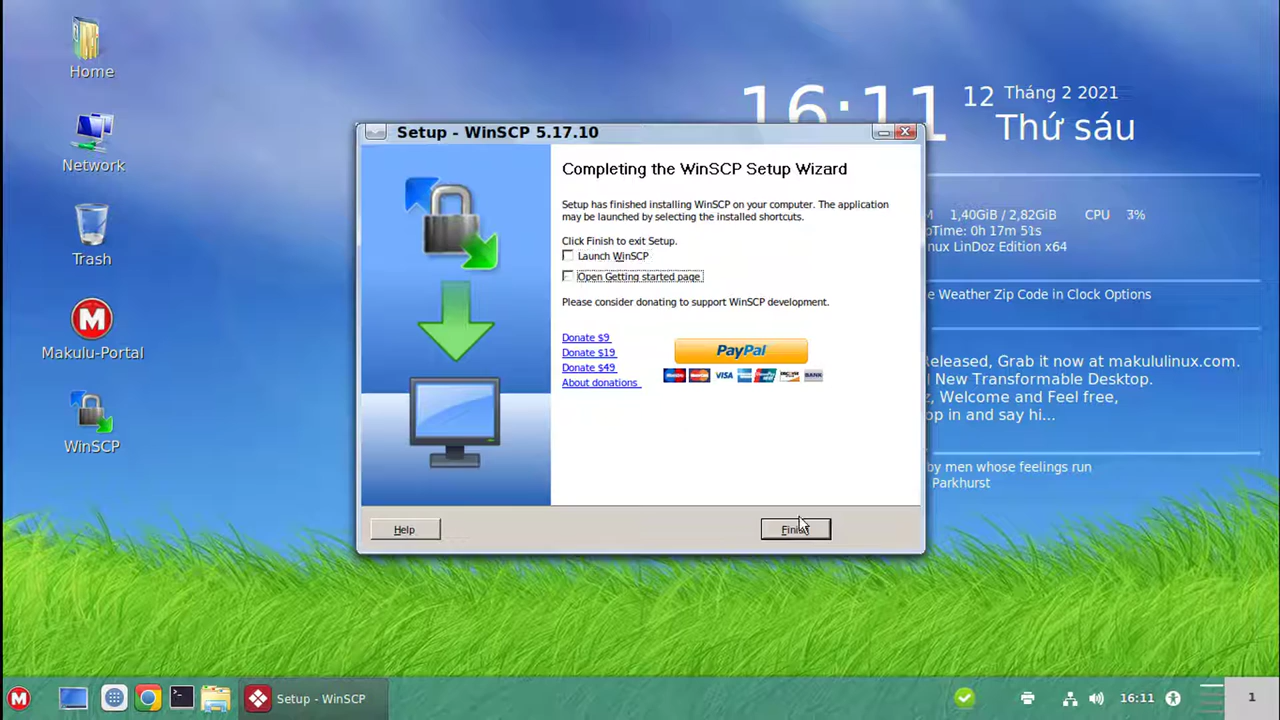 Home
Network
Trash
Makulu-Portal
WinSCP
16:11 12 Tháng 2 2021
Thứ sáu
Setup - WinSCP 5.17.10
Completing the WinSCP Setup Wizard
Setup has finished installing WinSCP on your computer. The application
may be launched by selecting the installed shortcuts.
Click Finish to exit Setup.
Launch WinSCP
Open Getting started page
Please consider donating to support WinSCP development.
Donate $9
Donate $19
Donate $49
About donations
PayPal
VISA
BANK
Help
1,40GiB / 2,82GiB CPU 3%
Time: 0h 17m 51s
LinDoz Edition x64
e Weather Zip Code in Clock Options
Released, Grab it now at makululinux.com.
New Transformable Desktop.
z, Welcome and Feel free,
op in and say hi...
by men whose feelings run
Parkhurst
M
Setup - WinSCP
16:11
1